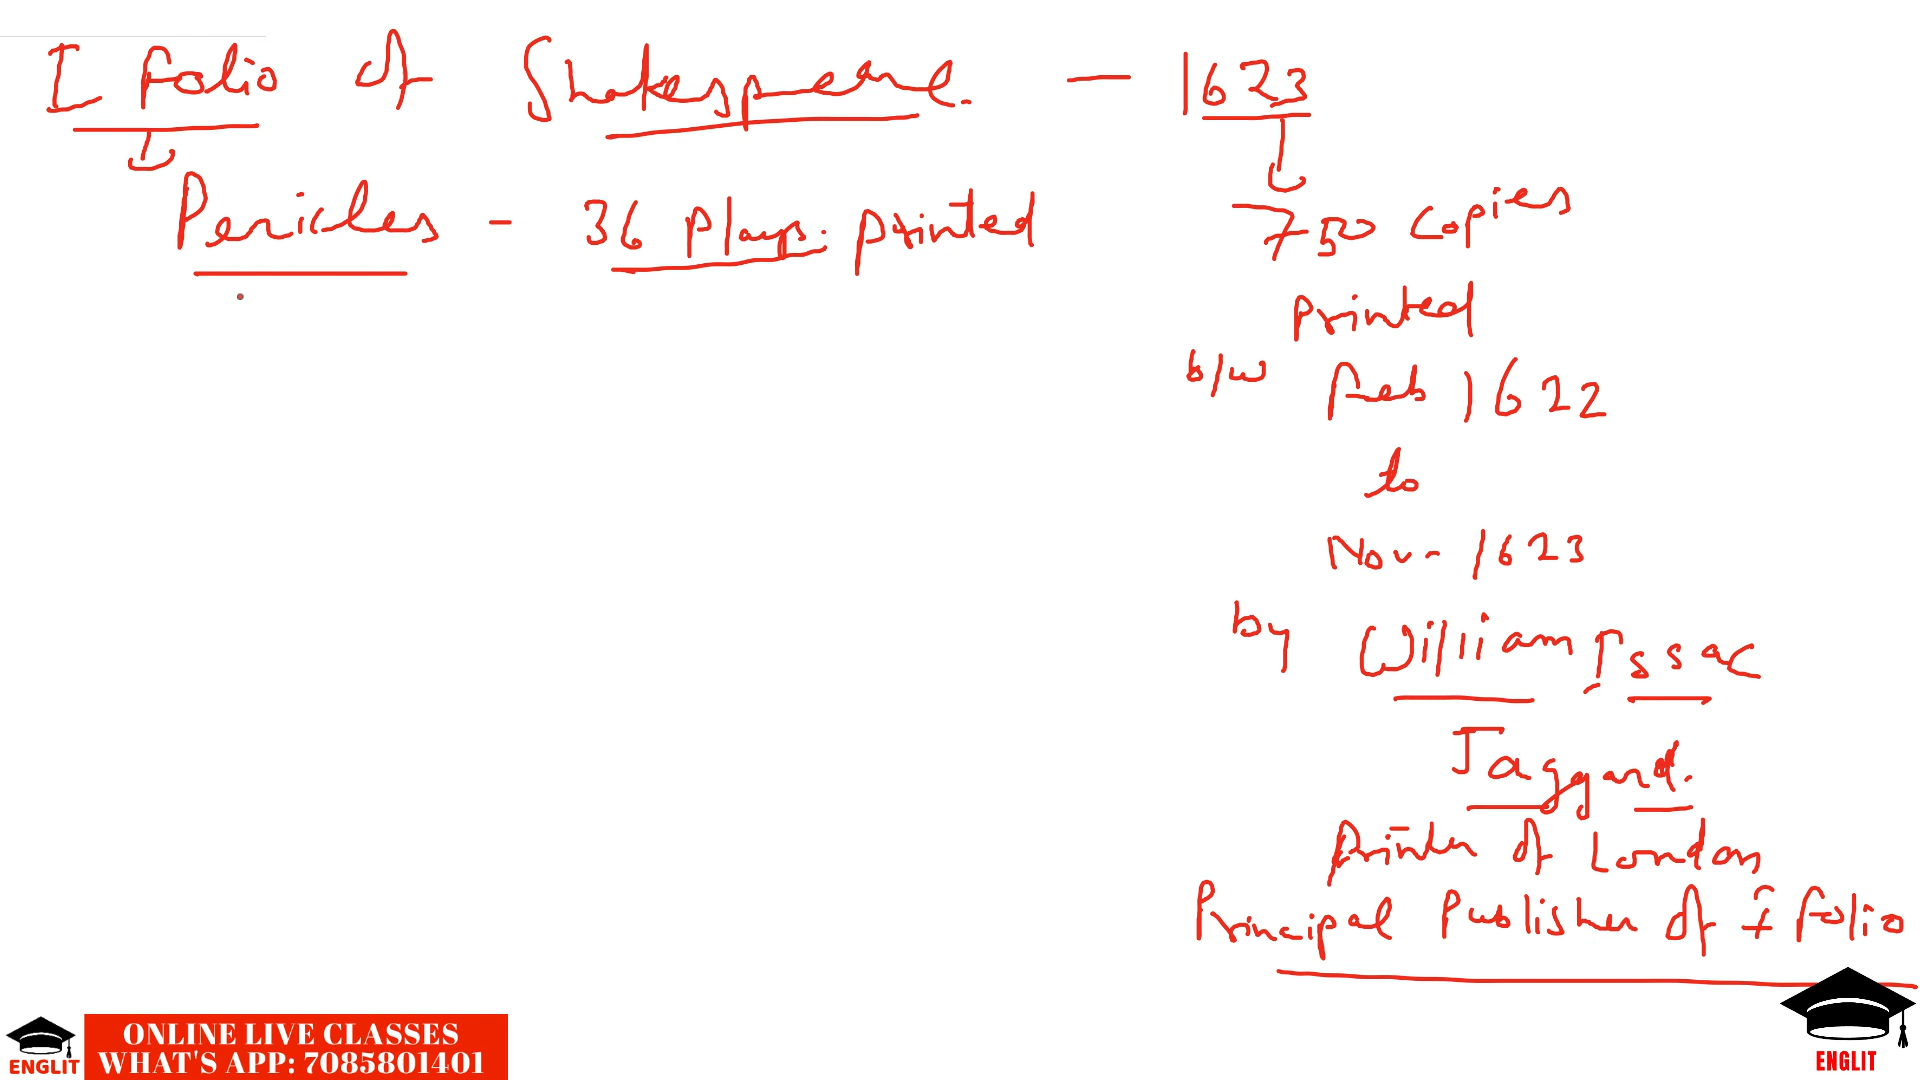 I folio of Shakespeare. - 1623
Pericles - 36 plays. printed
750 copies
printed
b/w Feb 1622
to
Nov - 1623
by William Issac
Jaggard.
printer of London
Principal Publisher of I folio
ONLINE LIVE CLASSES
WHAT'S APP: 7085801401
ENGLIT
ENGLIT